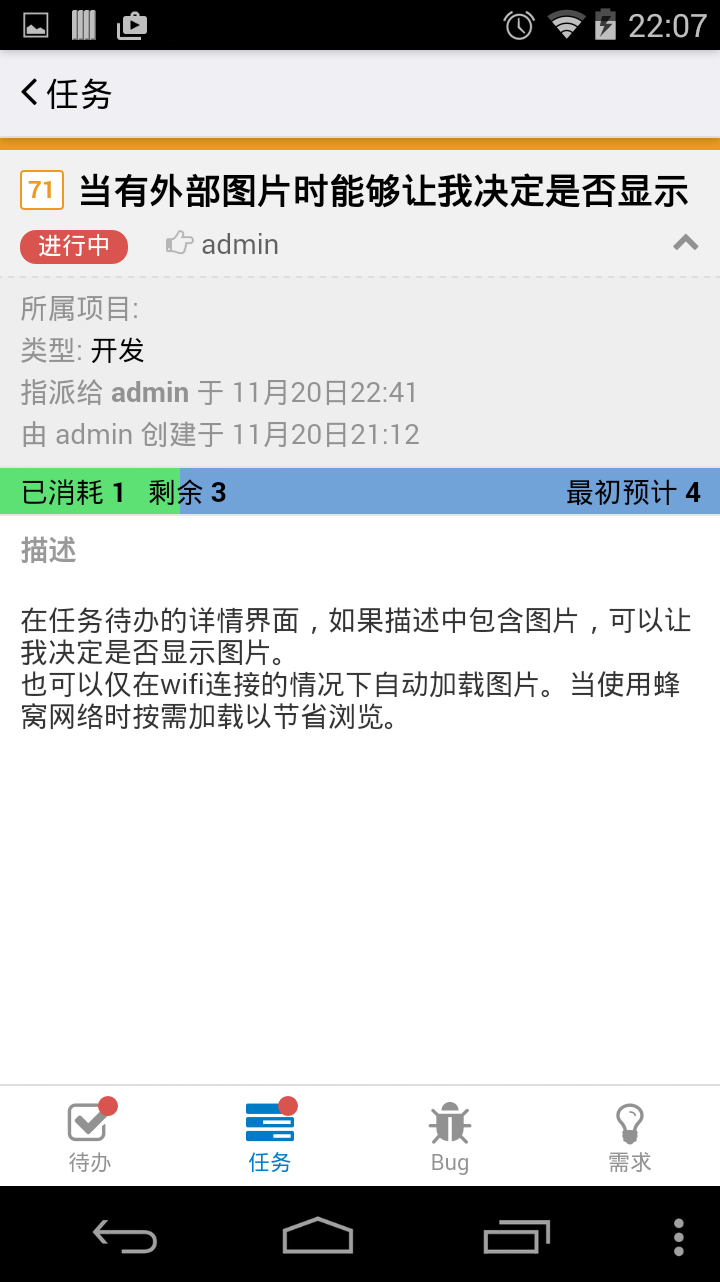 22:07
任务
71 当有外部图片时能够让我决定是否显示
进行中 admin
所属项目:
类型: 开发
指派给 admin 于 11月20日22:41
由 admin 创建于 11月20日21:12
已消耗 1 剩余 3 最初预计 4
描述
在任务待办的详情界面，如果描述中包含图片，可以让
我决定是否显示图片。
也可以仅在wifi连接的情况下自动加载图片。当使用蜂
窝网络时按需加载以节省浏览。
待办 任务 Bug 需求